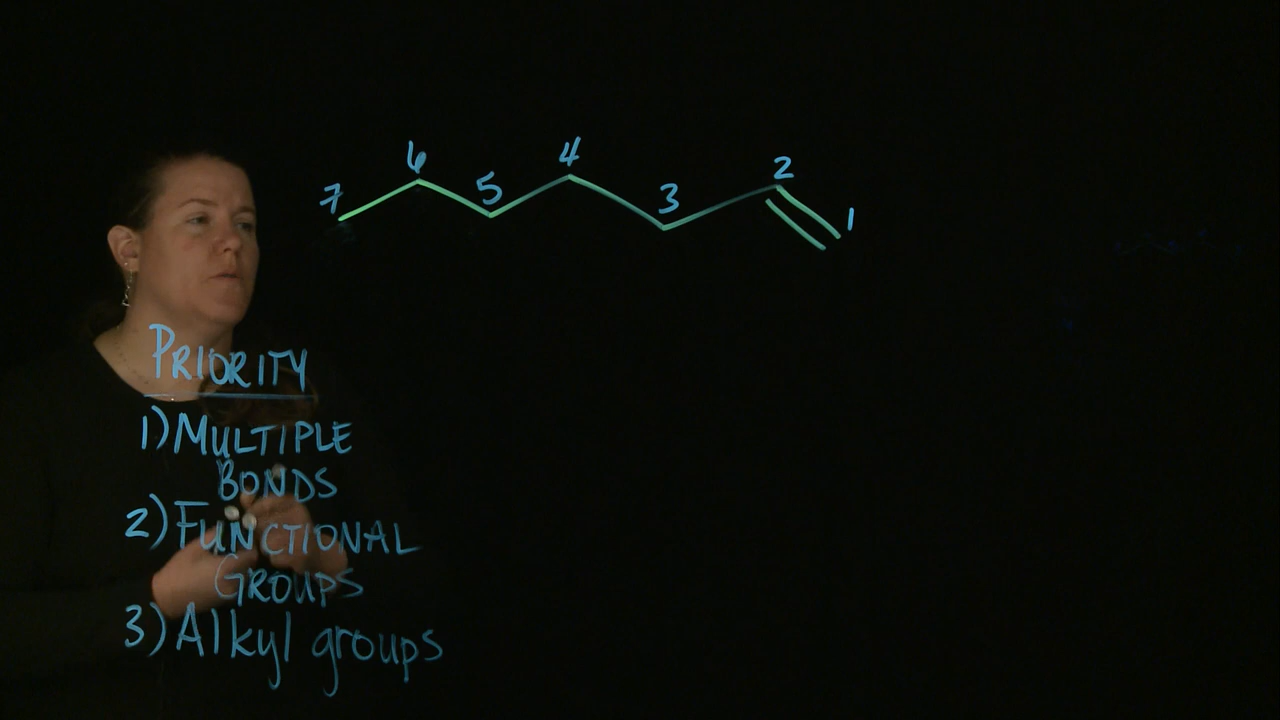 7 6 5 4 3 2 1
PRIORITY
1) MULTIPLE
BONDS
2) FUNCTIONAL
GROUPS
3) Alkyl groups